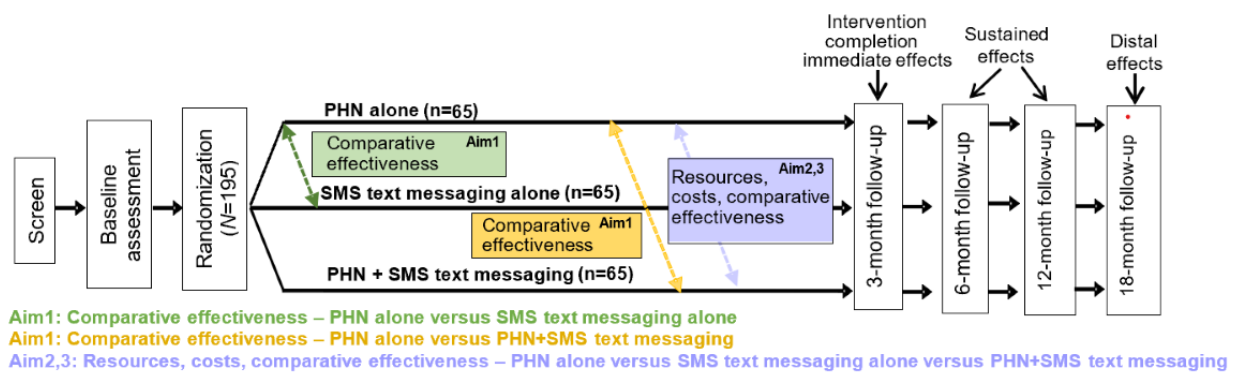 Screen
Baseline
assessment
Randomization
(N=195)
PHN alone (n=65)
Comparative Aim1
effectiveness
SMS text messaging alone (n=65)
Comparative Aim1
effectiveness
PHN + SMS text messaging (n=65)
Aim2,3
Resources,
costs, comparative
effectiveness
Intervention
completion
immediate effects
3-month follow-up
Sustained
effects
6-month follow-up
12-month follow-up
Distal
effects
18-month follow-up
Aim1: Comparative effectiveness – PHN alone versus SMS text messaging alone
Aim1: Comparative effectiveness – PHN alone versus PHN+SMS text messaging
Aim2,3: Resources, costs, comparative effectiveness – PHN alone versus SMS text messaging alone versus PHN+SMS text messaging